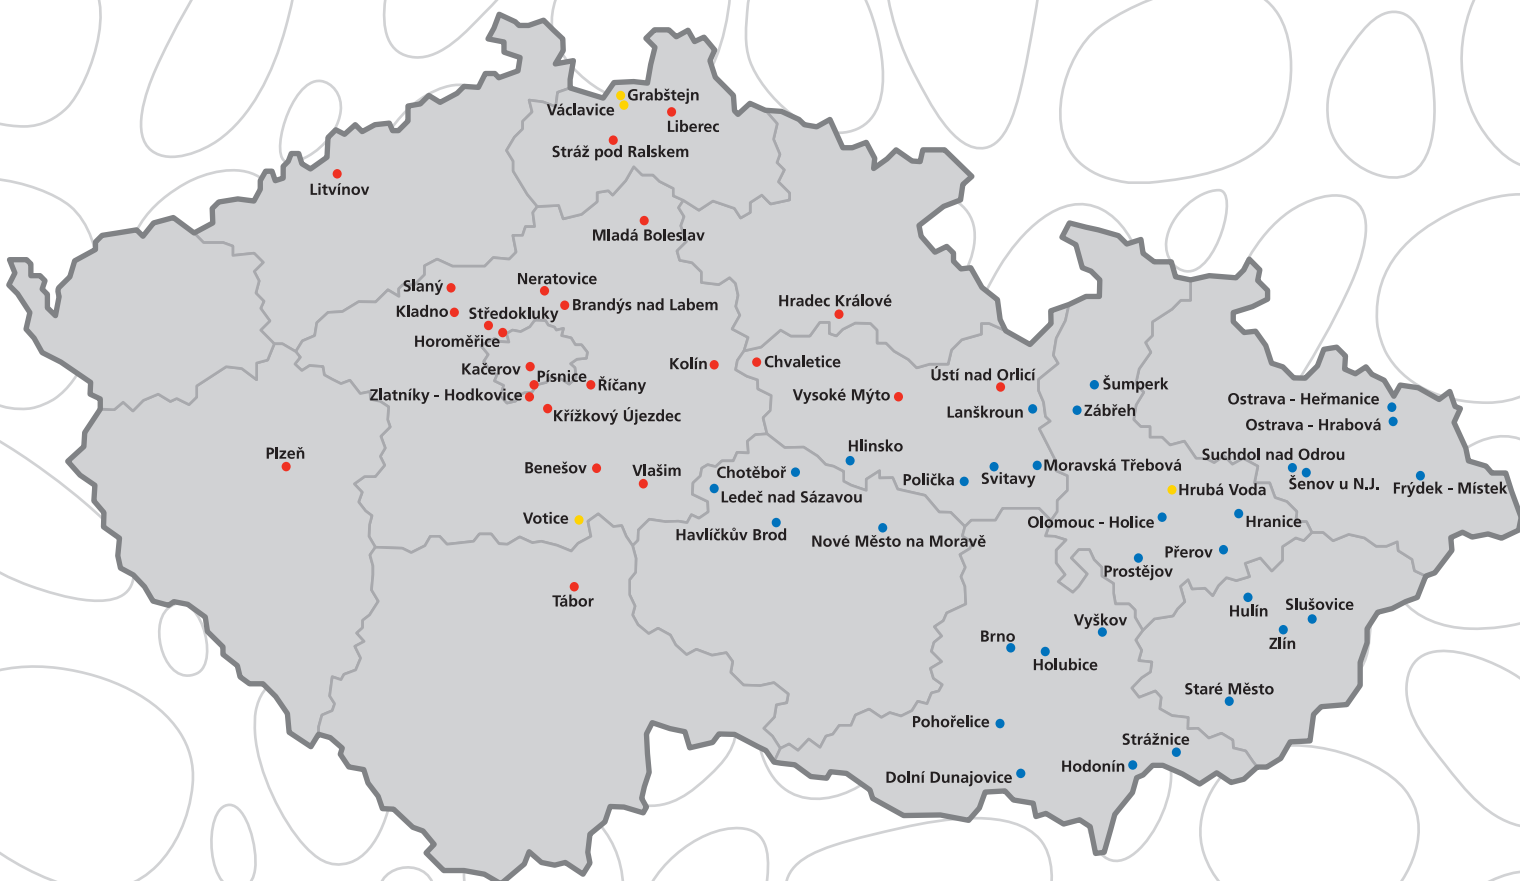 Grabštejn
Václavice
Liberec
Stráž pod Ralskem
Litvínov
Mladá Boleslav
Neratovice
Slaný
Brandýs nad Labem
Hradec Králové
Kladno
Středokluky
Horoměřice
Kačerov
Kolín
Chvaletice
Písnice
Říčany
Ústí nad Orlicí
Šumperk
Zlatníky - Hodkovice
Vysoké Mýto
Ostrava - Heřmanice
Lanškroun
Zábřeh
Křížkový Újezdec
Ostrava - Hrabová
Hlinsko
Plzeň
Suchdol nad Odrou
Benešov
Vlašim
Chotěboř
Moravská Třebová
Polička
Svitavy
Šenov u N.J.
Frýdek - Místek
Ledeč nad Sázavou
Hrubá Voda
Votice
Olomouc - Holice
Hranice
Havlíčkův Brod
Nové Město na Moravě
Přerov
Prostějov
Tábor
Hulín
Slušovice
Vyškov
Brno
Zlín
Holubice
Staré Město
Pohořelice
Strážnice
Hodonín
Dolní Dunajovice